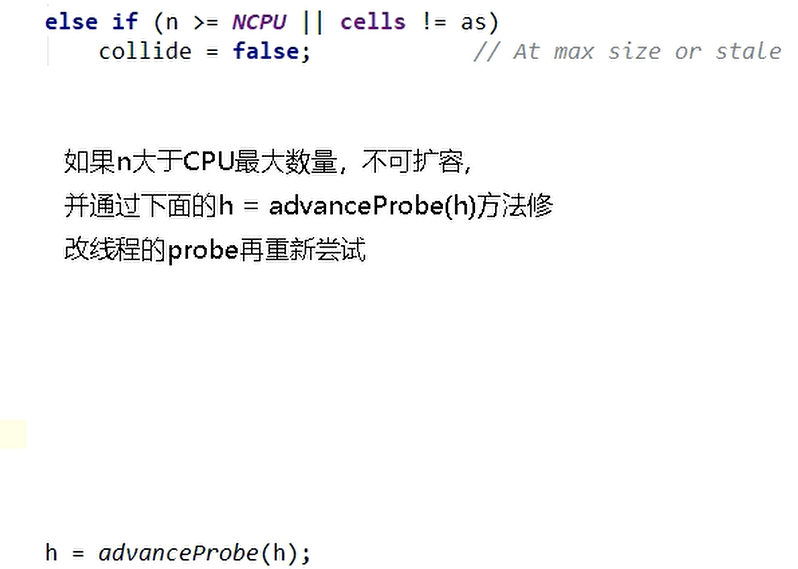 else if (n >= NCPU || cells != as)
collide = false; // At max size or stale
如果n大于CPU最大数量，不可扩容，
并通过下面的h = advanceProbe(h)方法修
改线程的probe再重新尝试
h = advanceProbe(h);